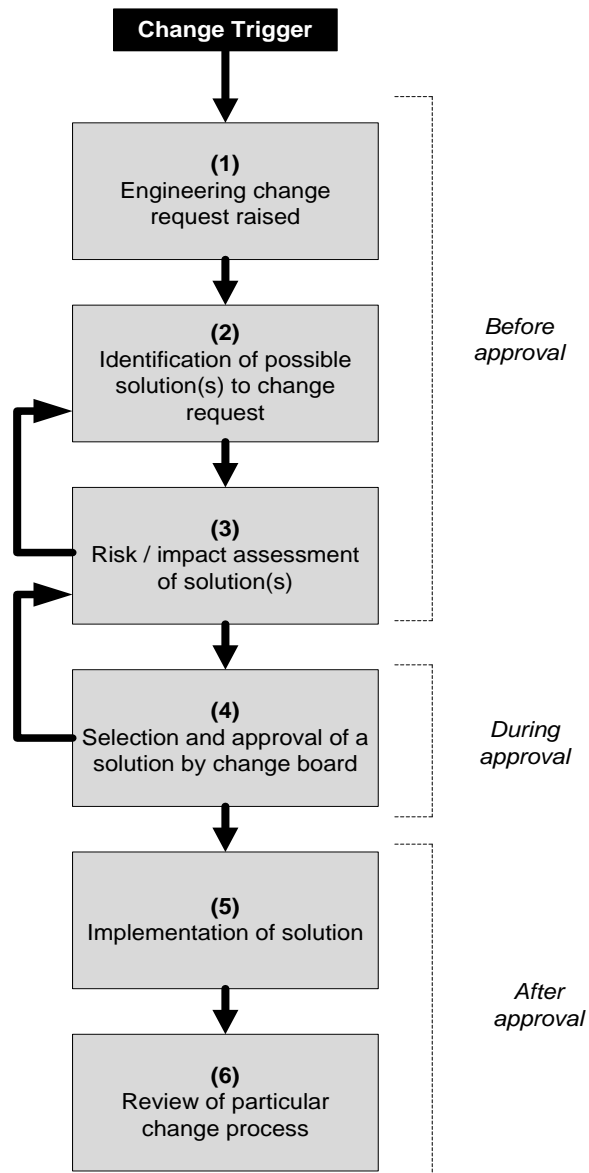 Change Trigger
(1)
Engineering change
request raised
(2)
Identification of possible
solution(s) to change
request
Before
approval
(3)
Risk / impact assessment
of solution(s)
(4)
Selection and approval of a
solution by change board
During
approval
(5)
Implementation of solution
After
approval
(6)
Review of particular
change process